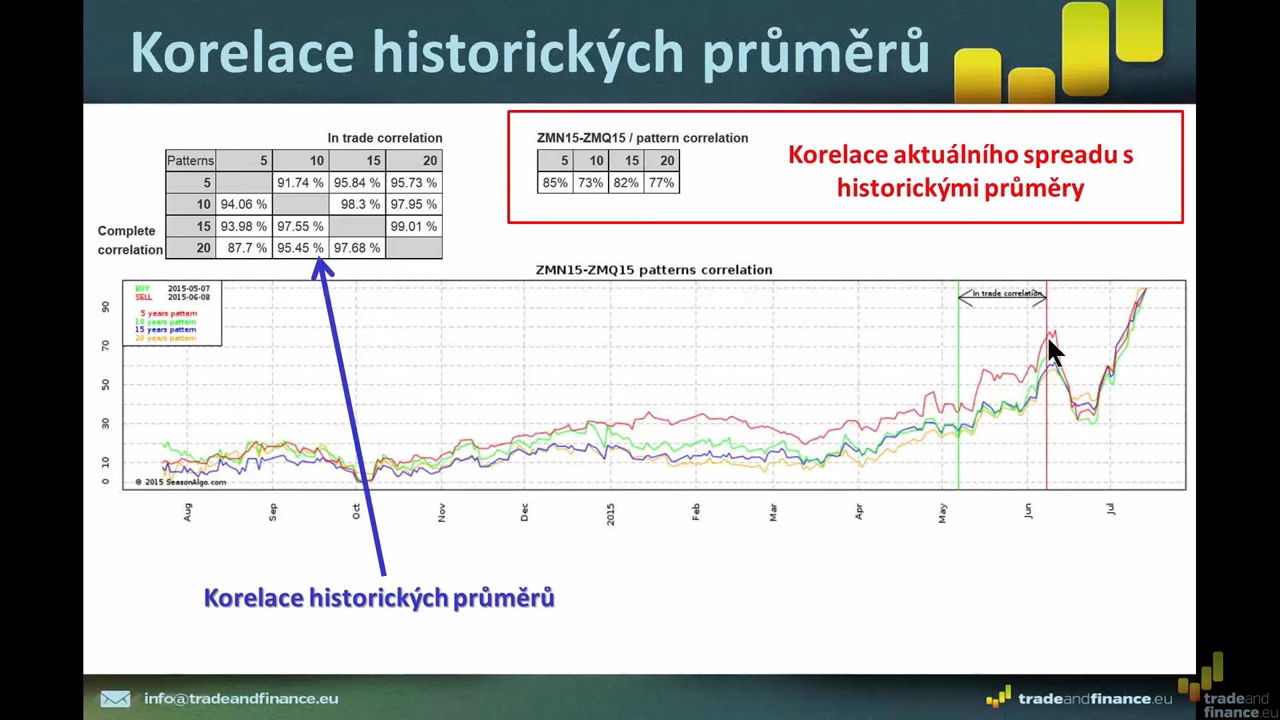 Korelace historických průměrů
In trade correlation
Patterns 5 10 15 20
5 91.74 % 95.84 % 95.73 %
10 94.06 % 98.3 % 97.95 %
15 93.98 % 97.55 % 99.01 %
20 87.7 % 95.45 % 97.68 %
Complete
correlation
ZMN15-ZMQ15 / pattern correlation
5 10 15 20
85% 73% 82% 77%
Korelace aktuálního spreadu s
historickými průměry
ZMN15-ZMQ15 patterns correlation
BUY 2015-05-07
SELL 2015-06-08
5 years pattern
10 years pattern
15 years pattern
20 years pattern
In trade correlation
90
70
50
30
10
0
© 2015 SeasonAlgo.com
Aug Sep Oct Nov Dec 2015 Feb Mar Apr May Jun Jul
Korelace historických průměrů
info@tradeandfinance.eu
tradeandfinance.eu
tradeand
finance.eu